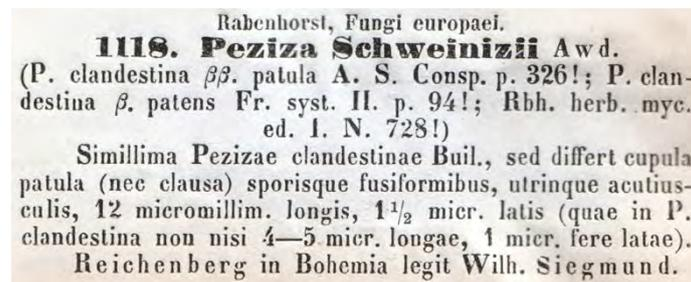 Rabenhorst, Fungi europaei.
1118. Peziza Schweinizii Awd.
(P. clandestina ββ. patula A. S. Consp. p. 326!; P. clan-
destina β. patens Fr. syst. II. p. 94!; Rbh. herb. myc.
ed. I. N. 728!)
Simillima Pezizae clandestinae Bull., sed differt cupula
patula (nec clausa) sporisque fusiformibus, utrinque acutius-
culis, 12 micromillim. longis, 1½ micr. latis (quae in P.
clandestina non nisi 4—5 micr. longae, 1 micr. fere latae).
Reichenberg in Bohemia legit Wilh. Siegmund.